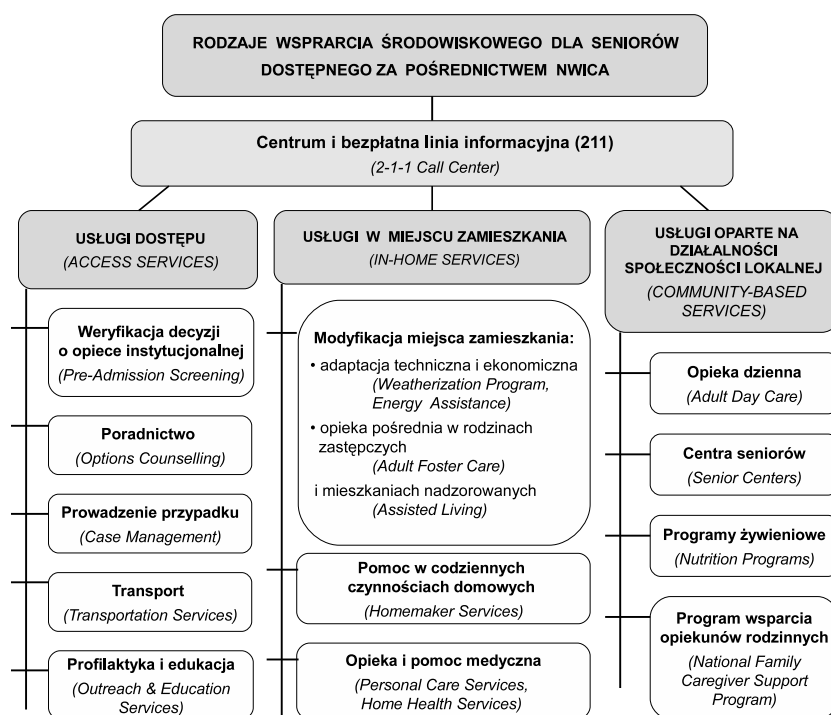 RODZAJE WSPRARCIA ŚRODOWISKOWEGO DLA SENIORÓW
DOSTĘPNEGO ZA POŚREDNICTWEM NWICA
Centrum i bezpłatna linia informacyjna (211)
(2-1-1 Call Center)
USŁUGI DOSTĘPU
(ACCESS SERVICES)
Weryfikacja decyzji
o opiece instytucjonalnej
(Pre-Admission Screening)
Poradnictwo
(Options Counselling)
Prowadzenie przypadku
(Case Management)
Transport
(Transportation Services)
Profilaktyka i edukacja
(Outreach & Education
Services)
USŁUGI W MIEJSCU ZAMIESZKANIA
(IN-HOME SERVICES)
Modyfikacja miejsca zamieszkania:
• adaptacja techniczna i ekonomiczna
(Weatherization Program,
Energy Assistance)
• opieka pośrednia w rodzinach
zastępczych
(Adult Foster Care)
i mieszkaniach nadzorowanych
(Assisted Living)
Pomoc w codziennych
czynnościach domowych
(Homemaker Services)
Opieka i pomoc medyczna
(Personal Care Services,
Home Health Services)
USŁUGI OPARTE NA
DZIAŁALNOŚCI
SPOŁECZNOŚCI LOKALNEJ
(COMMUNITY-BASED
SERVICES)
Opieka dzienna
(Adult Day Care)
Centra seniorów
(Senior Centers)
Programy żywieniowe
(Nutrition Programs)
Program wsparcia
opiekunów rodzinnych
(National Family
Caregiver Support
Program)